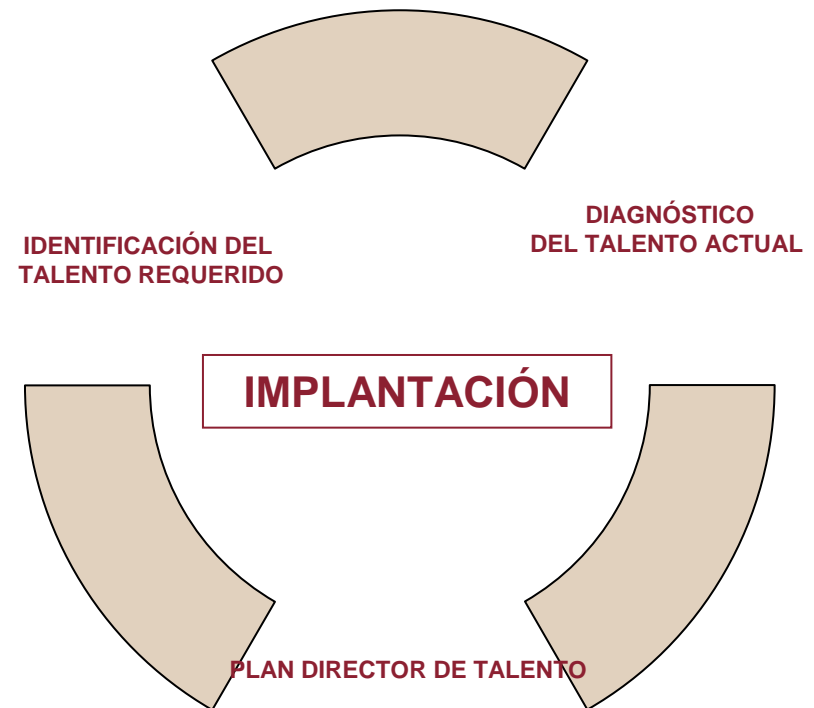 IDENTIFICACIÓN DEL
TALENTO REQUERIDO
DIAGNÓSTICO
DEL TALENTO ACTUAL
IMPLANTACIÓN
PLAN DIRECTOR DE TALENTO